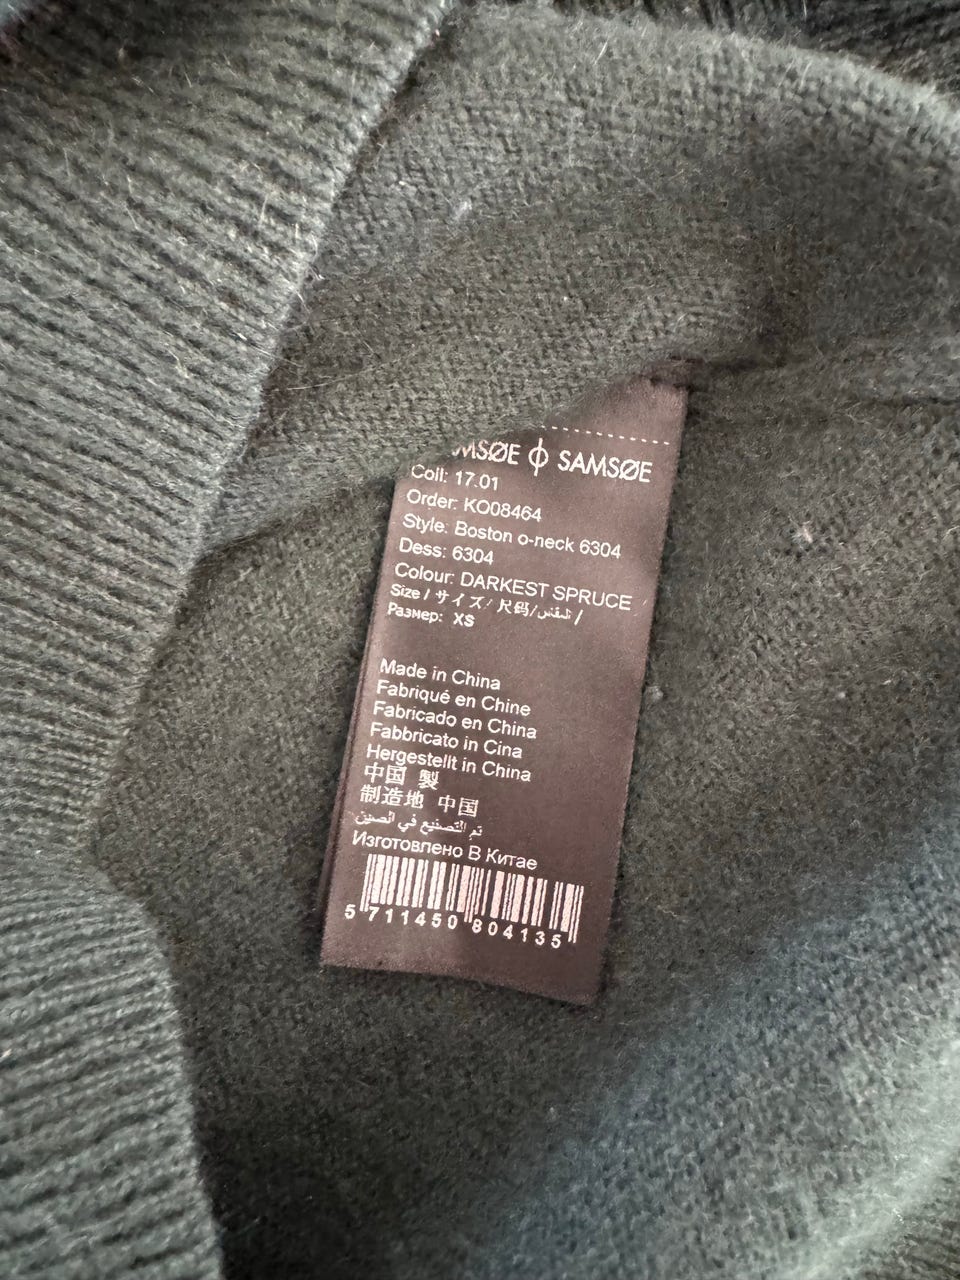 MSØE ϕ SAMSØE
Coll: 17.01
Order: KO08464
Style: Boston o-neck 6304
Dess: 6304
Colour: DARKEST SPRUCE
Size / サイズ/ 尺码/المقاس /
Размер: XS
Made in China
Fabriqué en Chine
Fabricado en China
Fabbricato in Cina
Hergestellt in China
中国 製
制造地 中国
تم التصنيع في الصين
Изготовлено В Китае
5 711450 804135